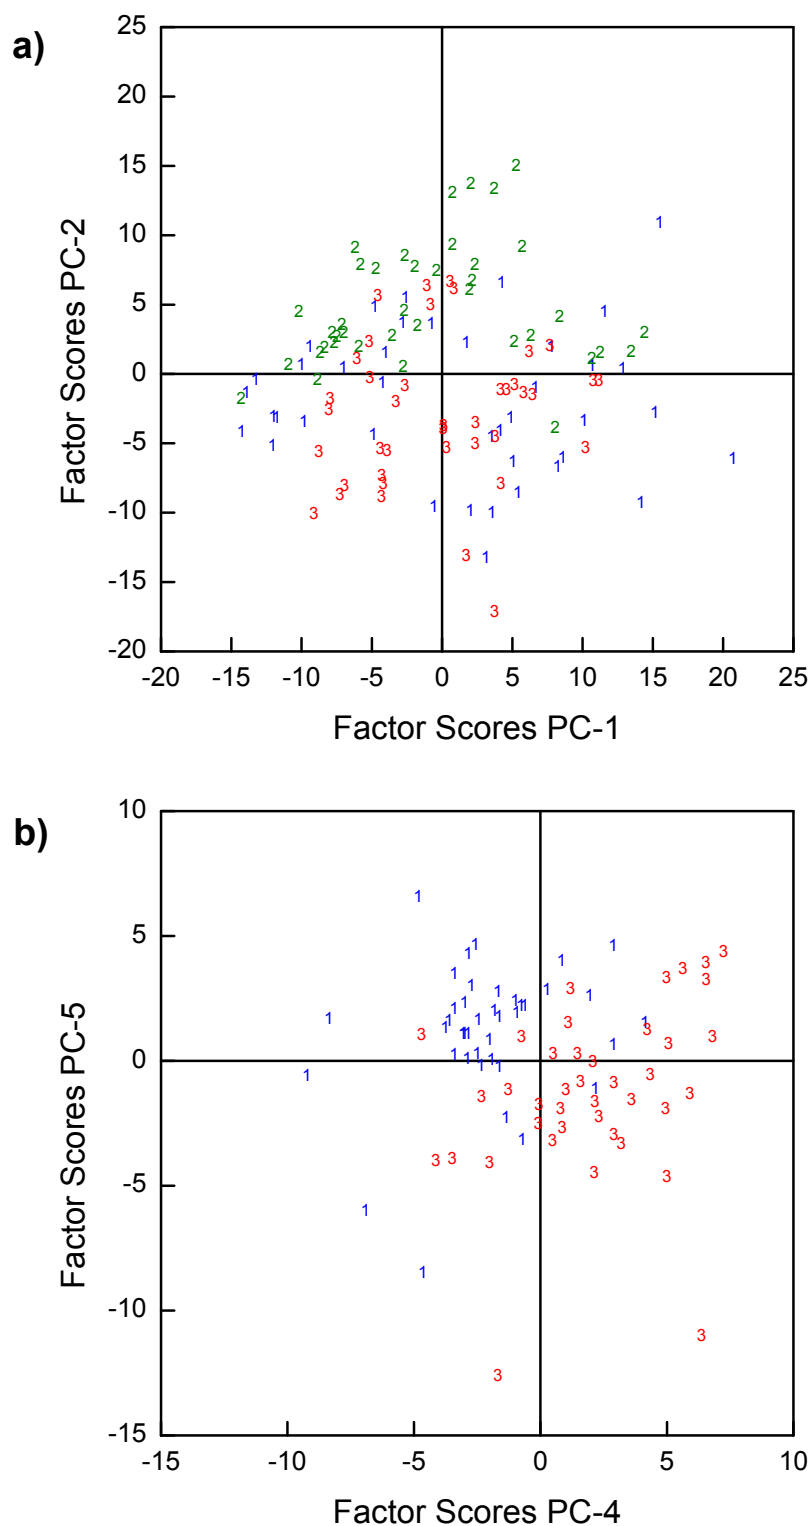 a)
25
20
15
10
5
0
-5
-10
-15
-20
Factor Scores PC-2
-20 -15 -10 -5 0 5 10 15 20 25
Factor Scores PC-1
b)
10
5
0
-5
-10
-15
Factor Scores PC-5
-15 -10 -5 0 5 10
Factor Scores PC-4